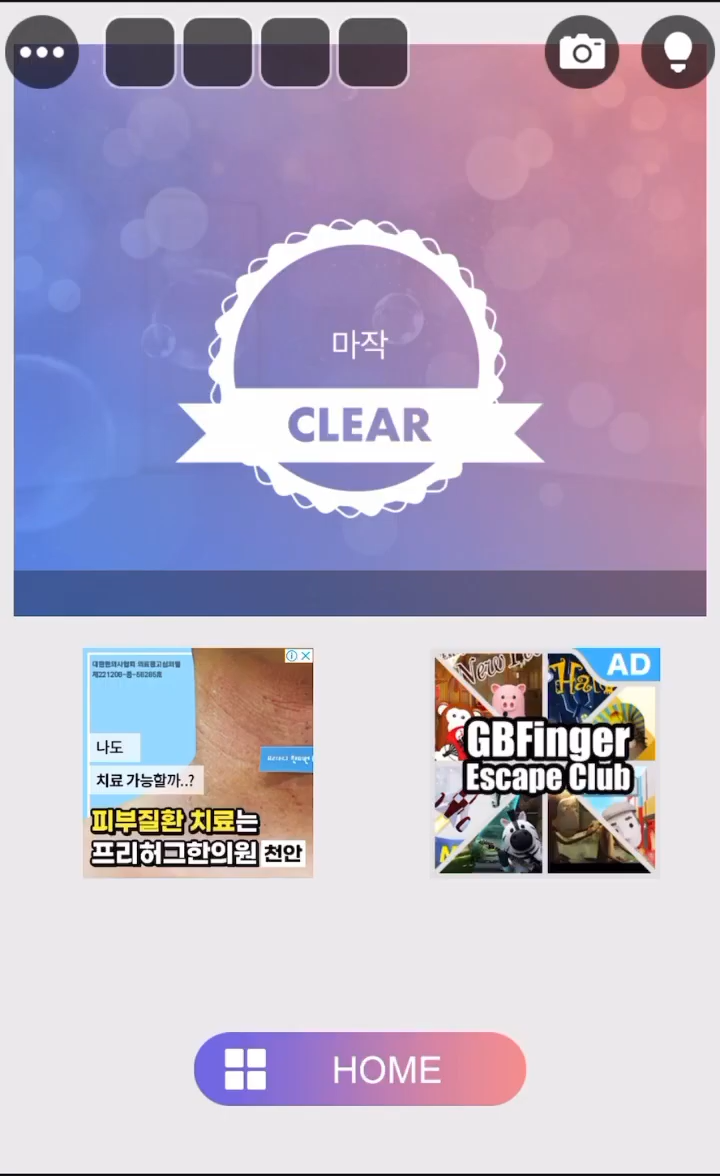 마작
CLEAR
나도
치료 가능할까..?
피부질환 치료는
프리허그한의원 천안
AD
GBFinger
Escape Club
HOME